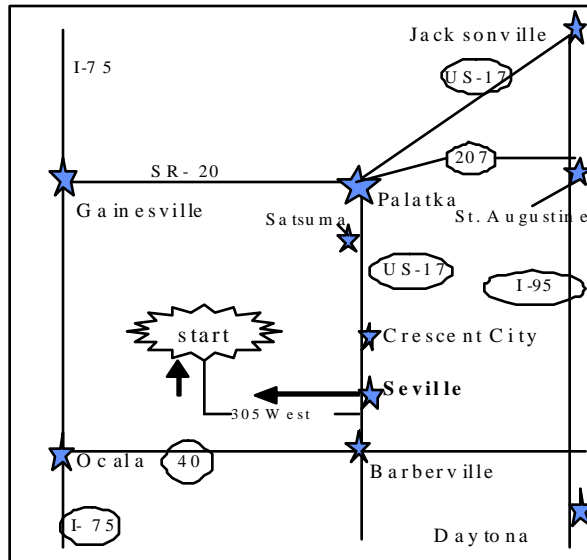 Jacksonville
I-75
US-17
207
SR-20
Palatka
Gainesville
St. Augustine
Satsuma
US-17
I-95
start
Crescent City
Seville
305 West
Ocala
40
Barberville
I-75
Daytona